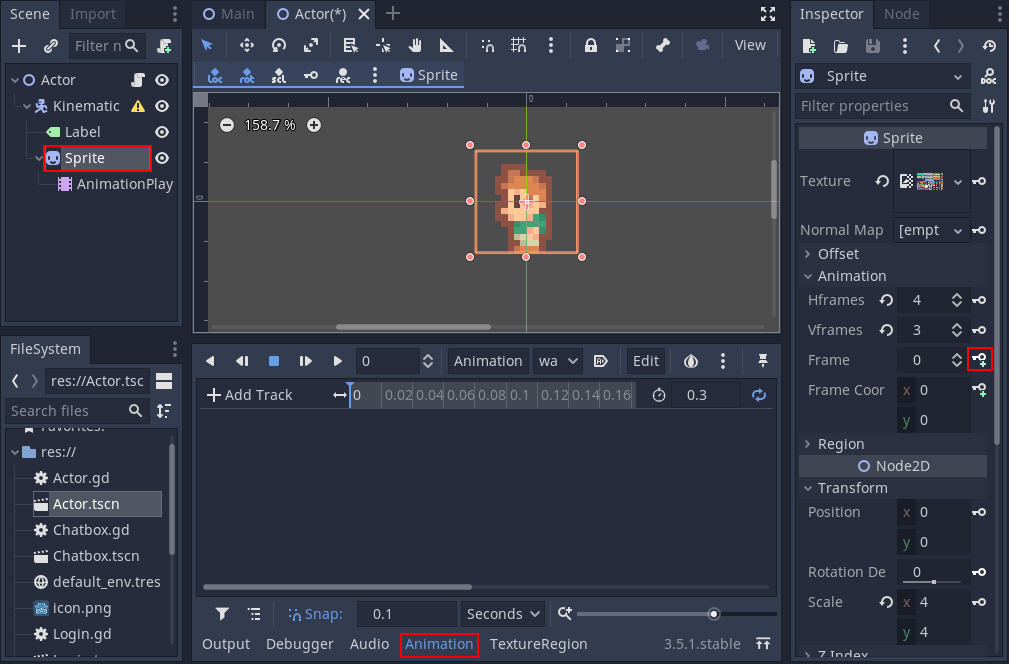 Scene Import
Filter n
Actor
Kinematic
Label
Sprite
AnimationPlay
FileSystem
res://Actor.tsc
Search files
Favorites:
res://
Actor.gd
Actor.tscn
Chatbox.gd
Chatbox.tscn
default_env.tres
icon.png
Login.gd
Main Actor(*)
View
Loc rot scl rec Sprite
0
158.7 %
0
0 Animation wa Edit
Add Track 0 0.02 0.04 0.06 0.08 0.1 0.12 0.14 0.16 0.3
Snap: 0.1 Seconds
Output Debugger Audio Animation TextureRegion 3.5.1.stable
Inspector Node
Sprite DOC
Filter properties
Sprite
Texture
Normal Map [empt
Offset
Animation
Hframes 4
Vframes 3
Frame 0
Frame Coor x 0
y 0
Region
Node2D
Transform
Position x 0
y 0
Rotation De 0
Scale x 4
y 4
Z Index